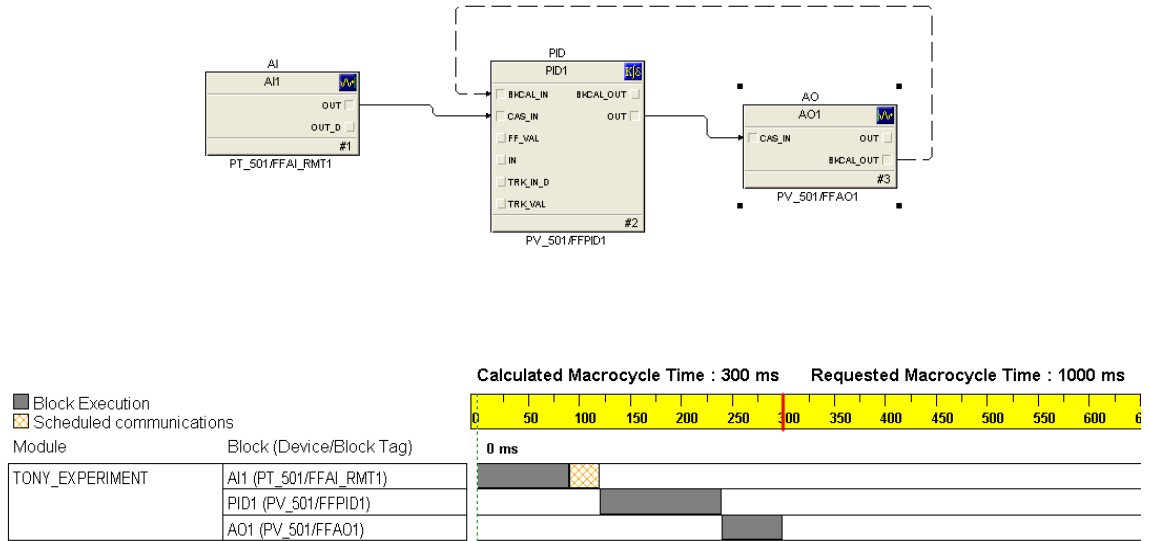 AI
AI1
OUT
OUT_D
#1
PT_501/FFAI_RMT1
PID
PID1
K∫s
BKCAL_IN BKCAL_OUT
CAS_IN OUT
FF_VAL
IN
TRK_IN_D
TRK_VAL
#2
PV_501/FFPID1
AO
AO1
CAS_IN OUT
BKCAL_OUT
#3
PV_501/FFAO1
Calculated Macrocycle Time : 300 ms Requested Macrocycle Time : 1000 ms
Block Execution
Scheduled communications
0 50 100 150 200 250 300 350 400 450 500 550 600 6
Module Block (Device/Block Tag) 0 ms
TONY_EXPERIMENT AI1 (PT_501/FFAI_RMT1)
PID1 (PV_501/FFPID1)
AO1 (PV_501/FFAO1)